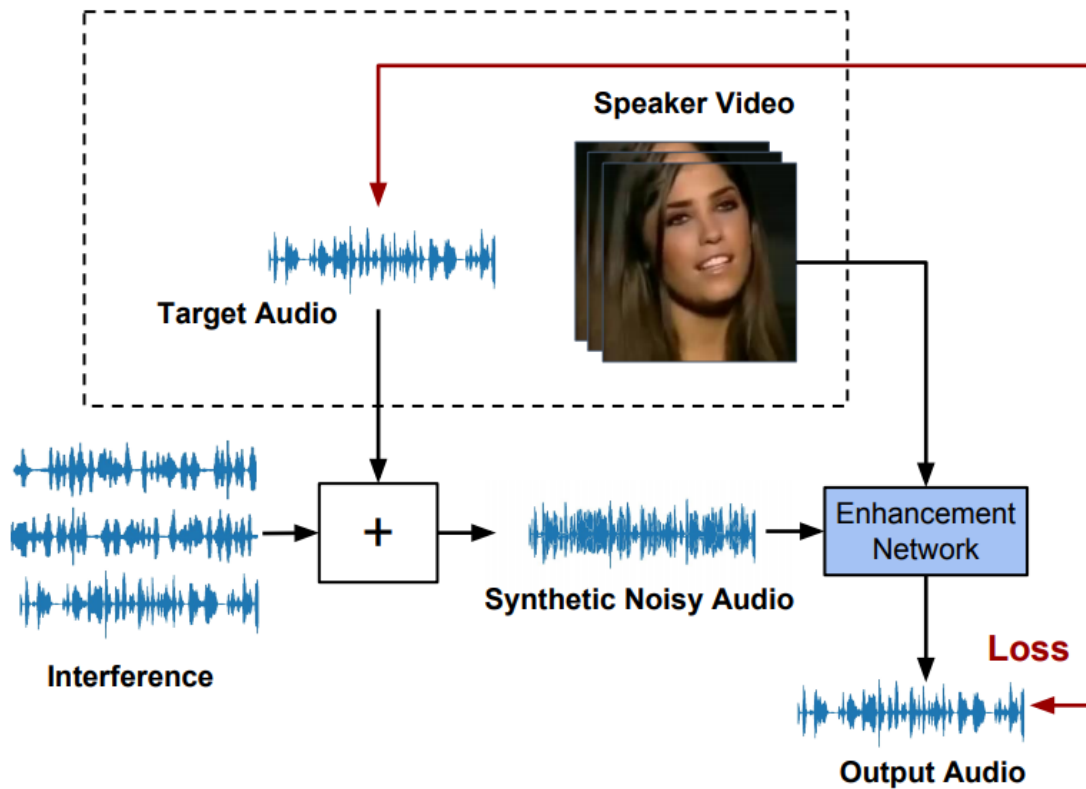 Speaker Video
Target Audio
+
Enhancement
Network
Synthetic Noisy Audio
Interference
Loss
Output Audio